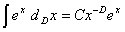 ∫ e^x d_D x = Cx^{-D} e^x